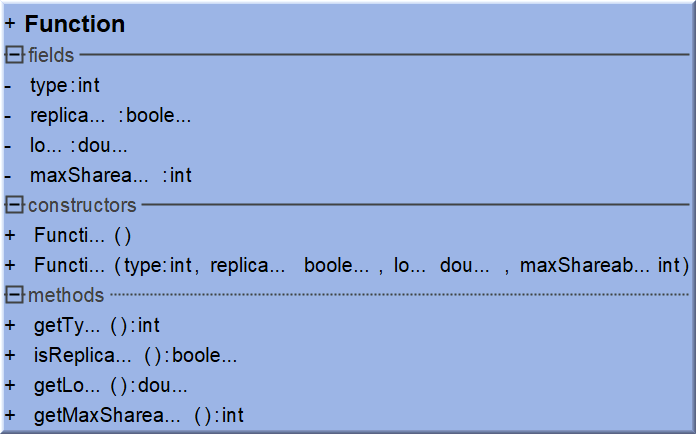 + Function
fields
- type:int
- replica... :boole...
- lo... :dou...
- maxSharea... :int
constructors
+ Functi... ()
+ Functi... (type:int, replica... boole... , lo... dou... , maxShareab... int)
methods
+ getTy... ():int
+ isReplica... ():boole...
+ getLo... ():dou...
+ getMaxSharea... ():int